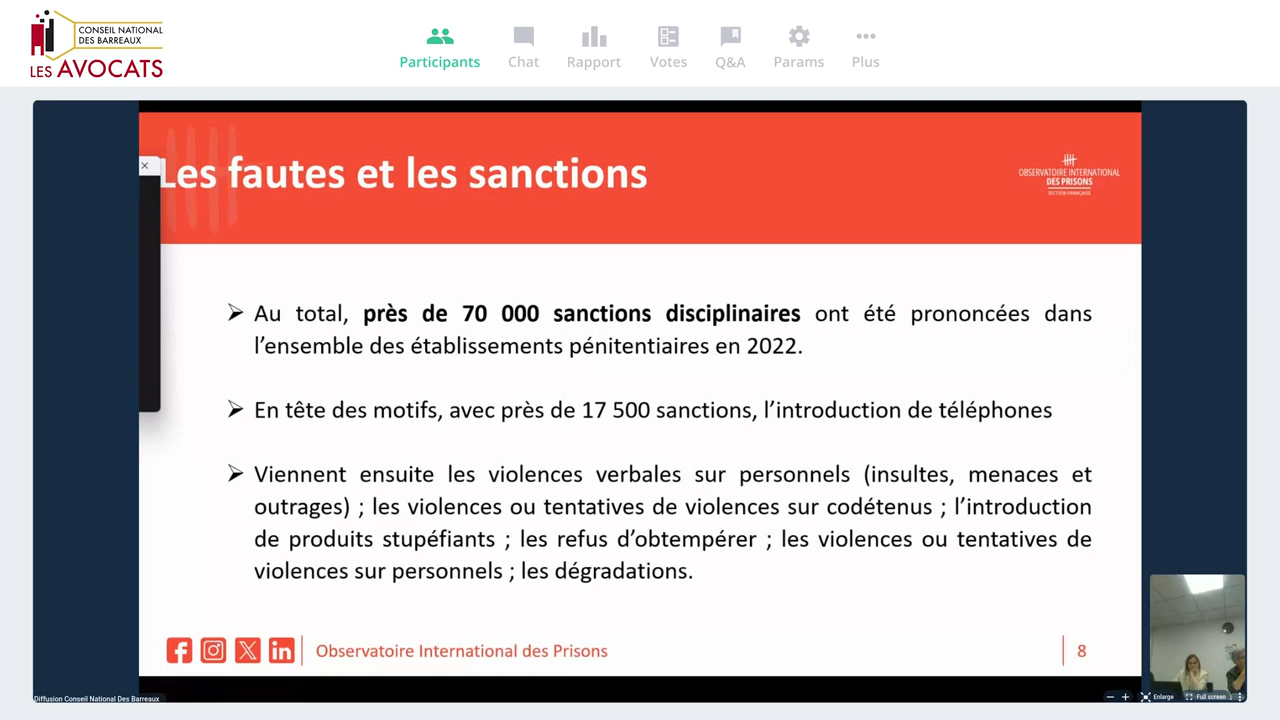 CONSEIL NATIONAL
DES BARREAUX
LES AVOCATS
Participants
Chat
Rapport
Votes
Q&A
Params
Plus
Les fautes et les sanctions
OBSERVATOIRE INTERNATIONAL
DES PRISONS
SECTION FRANÇAISE
Au total, près de 70 000 sanctions disciplinaires ont été prononcées dans
l’ensemble des établissements pénitentiaires en 2022.
En tête des motifs, avec près de 17 500 sanctions, l’introduction de téléphones
Viennent ensuite les violences verbales sur personnels (insultes, menaces et
outrages) ; les violences ou tentatives de violences sur codétenus ; l’introduction
de produits stupéfiants ; les refus d’obtempérer ; les violences ou tentatives de
violences sur personnels ; les dégradations.
Observatoire International des Prisons
8
Diffusion Conseil National Des Barreaux
Enlarge
Full screen